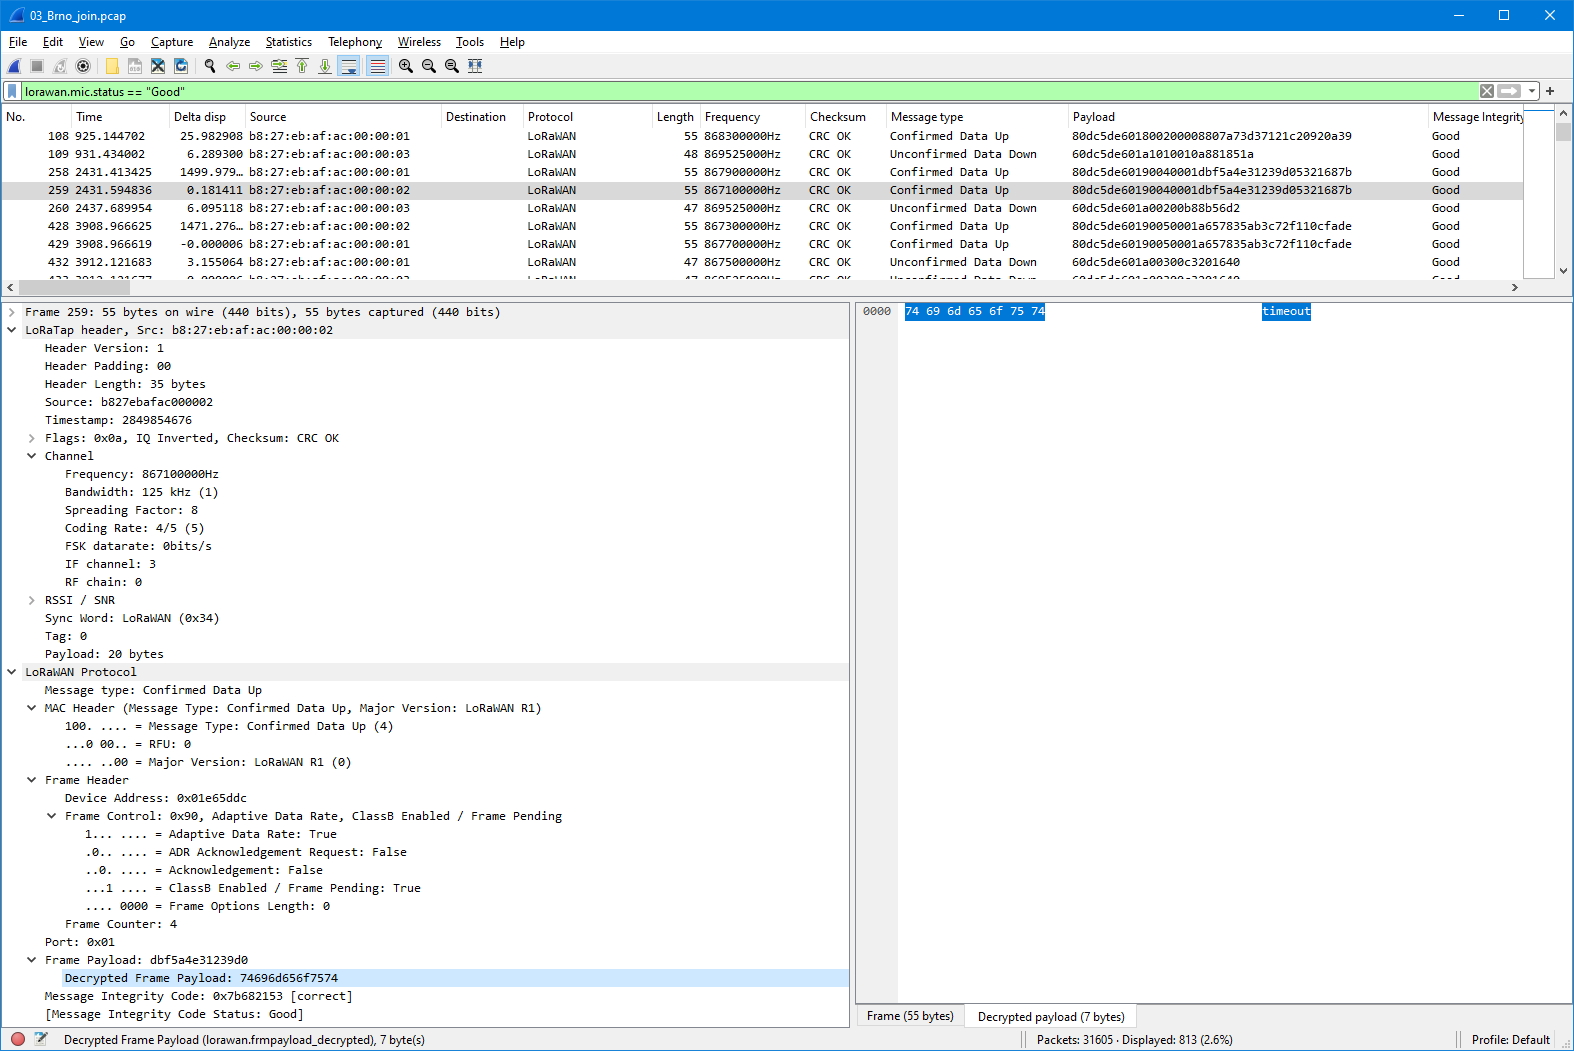 03_Brno_join.pcap
File Edit View Go Capture Analyze Statistics Telephony Wireless Tools Help
lorawan.mic.status == "Good"
No. Time Delta disp Source Destination Protocol Length Frequency Checksum Message type Payload Message Integrity
108 925.144702 25.982908 b8:27:eb:af:ac:00:00:01 LoRaWAN 55 868300000Hz CRC OK Confirmed Data Up 80dc5de601800200008807a73d37121c20920a39 Good
109 931.434002 6.289300 b8:27:eb:af:ac:00:00:03 LoRaWAN 48 869525000Hz CRC OK Unconfirmed Data Down 60dc5de601a1010010a881851a Good
258 2431.413425 1499.979… b8:27:eb:af:ac:00:00:01 LoRaWAN 55 867900000Hz CRC OK Confirmed Data Up 80dc5de60190040001dbf5a4e31239d05321687b Good
259 2431.594836 0.181411 b8:27:eb:af:ac:00:00:02 LoRaWAN 55 867100000Hz CRC OK Confirmed Data Up 80dc5de60190040001dbf5a4e31239d05321687b Good
260 2437.689954 6.095118 b8:27:eb:af:ac:00:00:03 LoRaWAN 47 869525000Hz CRC OK Unconfirmed Data Down 60dc5de601a00200b88b56d2 Good
428 3908.966625 1471.276… b8:27:eb:af:ac:00:00:02 LoRaWAN 55 867300000Hz CRC OK Confirmed Data Up 80dc5de60190050001a657835ab3c72f110cfade Good
429 3908.966619 -0.000006 b8:27:eb:af:ac:00:00:01 LoRaWAN 55 867700000Hz CRC OK Confirmed Data Up 80dc5de60190050001a657835ab3c72f110cfade Good
432 3912.121683 3.155064 b8:27:eb:af:ac:00:00:01 LoRaWAN 47 867500000Hz CRC OK Unconfirmed Data Down 60dc5de601a00300c3201640 Good
Frame 259: 55 bytes on wire (440 bits), 55 bytes captured (440 bits)
LoRaTap header, Src: b8:27:eb:af:ac:00:00:02
Header Version: 1
Header Padding: 00
Header Length: 35 bytes
Source: b827ebafac000002
Timestamp: 2849854676
Flags: 0x0a, IQ Inverted, Checksum: CRC OK
Channel
Frequency: 867100000Hz
Bandwidth: 125 kHz (1)
Spreading Factor: 8
Coding Rate: 4/5 (5)
FSK datarate: 0bits/s
IF channel: 3
RF chain: 0
RSSI / SNR
Sync Word: LoRaWAN (0x34)
Tag: 0
Payload: 20 bytes
LoRaWAN Protocol
Message type: Confirmed Data Up
MAC Header (Message Type: Confirmed Data Up, Major Version: LoRaWAN R1)
100. .... = Message Type: Confirmed Data Up (4)
...0 00.. = RFU: 0
.... ..00 = Major Version: LoRaWAN R1 (0)
Frame Header
Device Address: 0x01e65ddc
Frame Control: 0x90, Adaptive Data Rate, ClassB Enabled / Frame Pending
1... .... = Adaptive Data Rate: True
.0.. .... = ADR Acknowledgement Request: False
..0. .... = Acknowledgement: False
...1 .... = ClassB Enabled / Frame Pending: True
.... 0000 = Frame Options Length: 0
Frame Counter: 4
Port: 0x01
Frame Payload: dbf5a4e31239d0
Decrypted Frame Payload: 74696d656f7574
Message Integrity Code: 0x7b682153 [correct]
[Message Integrity Code Status: Good]
0000 74 69 6d 65 6f 75 74 timeout
Frame (55 bytes) Decrypted payload (7 bytes)
Decrypted Frame Payload (lorawan.frmpayload_decrypted), 7 byte(s) Packets: 31605 · Displayed: 813 (2.6%) Profile: Default